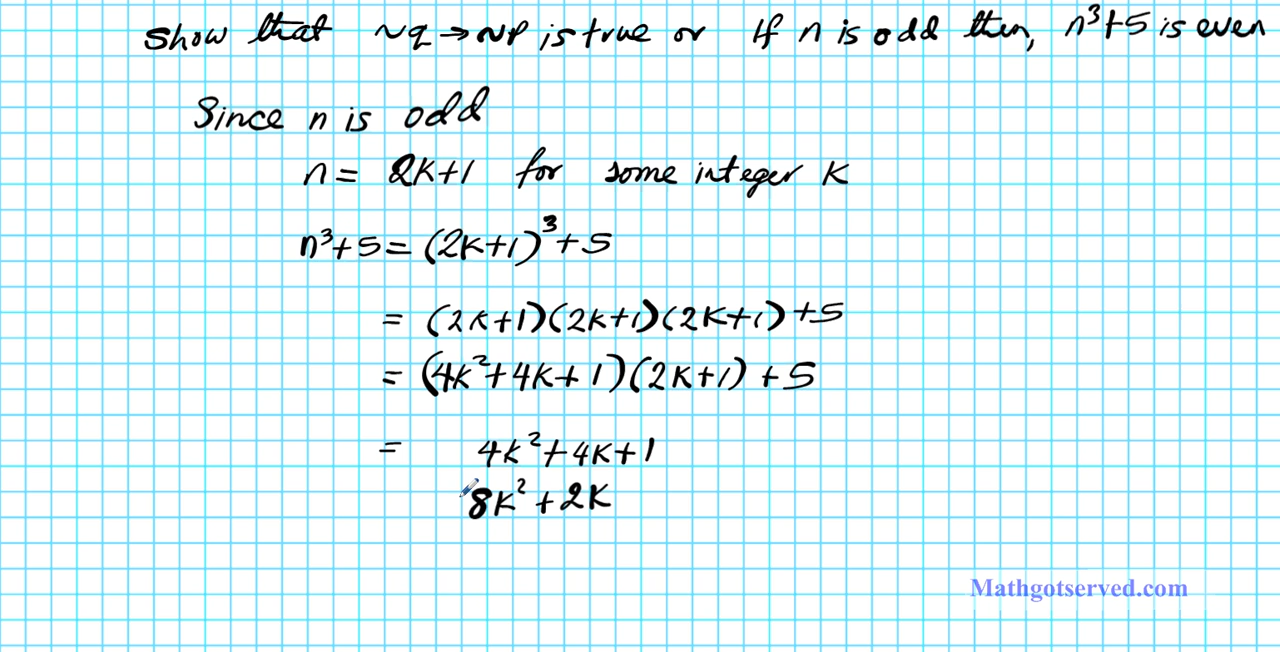 show that ~q→~p is true or If n is odd then, n³+5 is even
Since n is odd
n = 2k+1 for some integer k
n³+5 = (2k+1)³+5
= (2k+1)(2k+1)(2k+1)+5
= (4k²+4k+1)(2k+1)+5
= 4k²+4k+1
8k²+2k
Mathgotserved.com